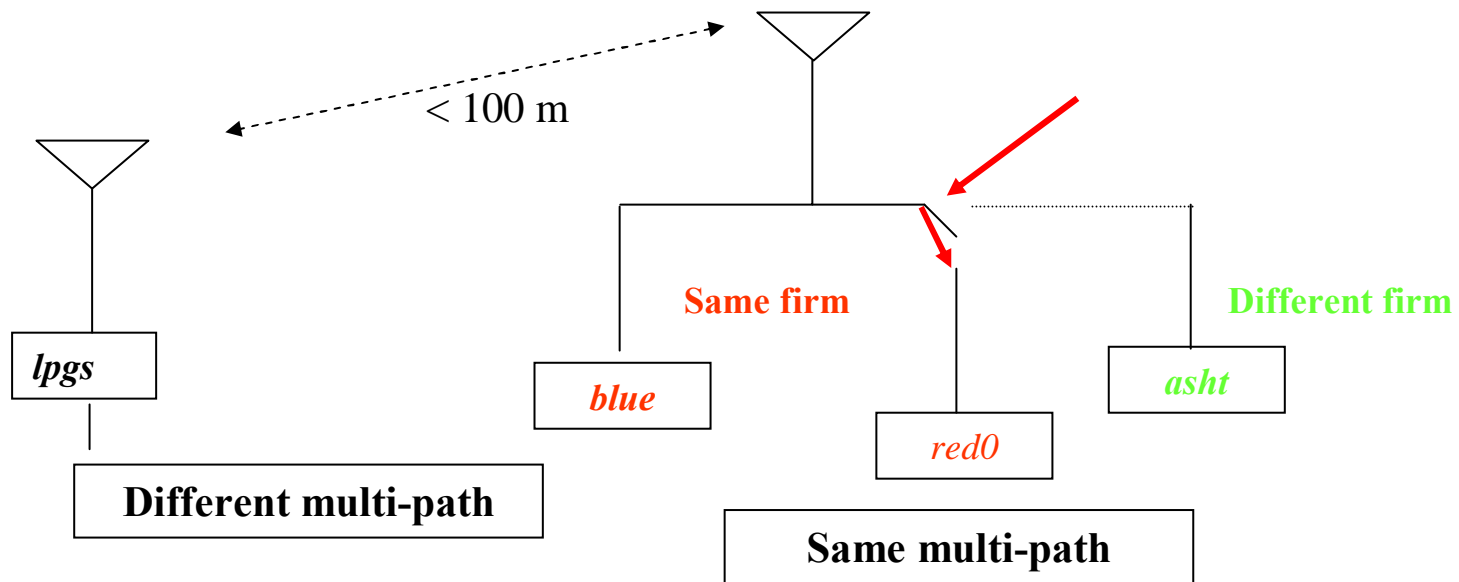 < 100 m
Same firm
Different firm
lpgs
blue
asht
red0
Different multi-path
Same multi-path